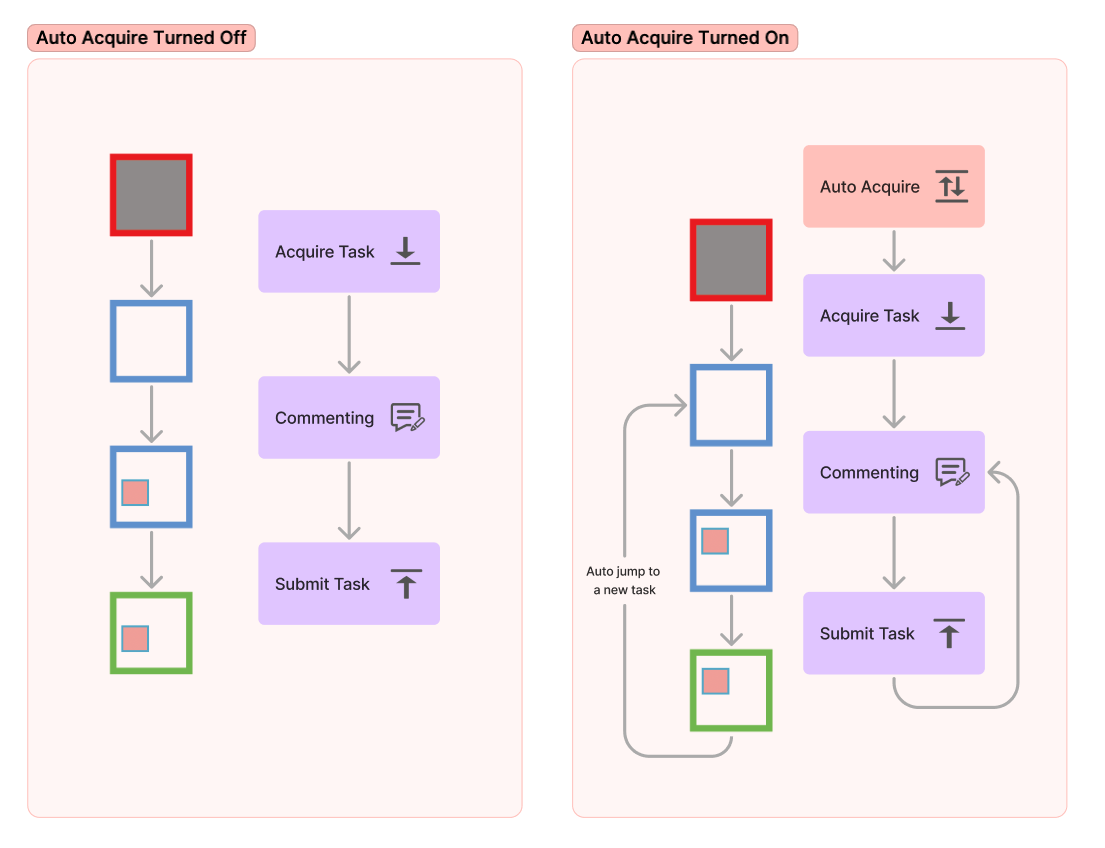 Auto Acquire Turned Off
Acquire Task
Commenting
Submit Task
Auto Acquire Turned On
Auto Acquire
Acquire Task
Commenting
Auto jump to
a new task
Submit Task